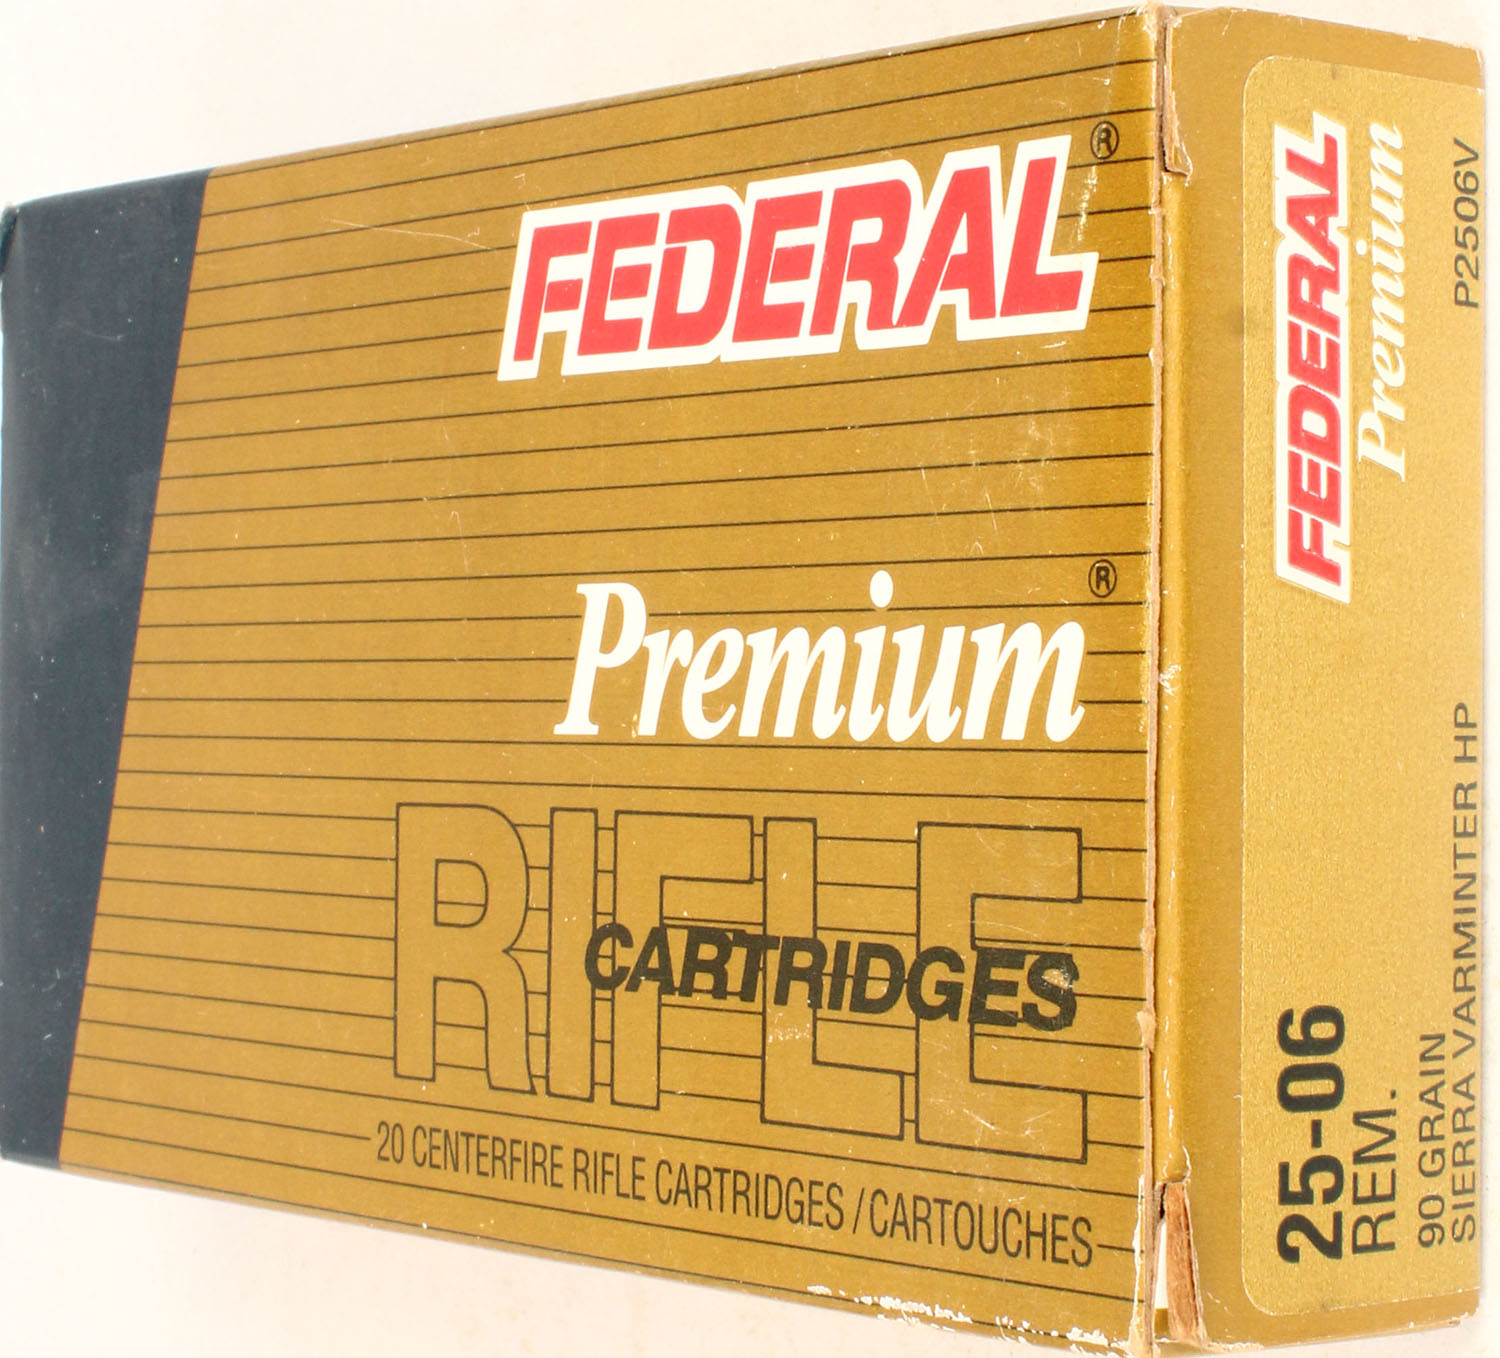 FEDERAL®
Premium®
RIFLE
CARTRIDGES
20 CENTERFIRE RIFLE CARTRIDGES / CARTOUCHES
FEDERAL
Premium
P2506V
25-06
REM.
90 GRAIN
SIERRA VARMINTER HP